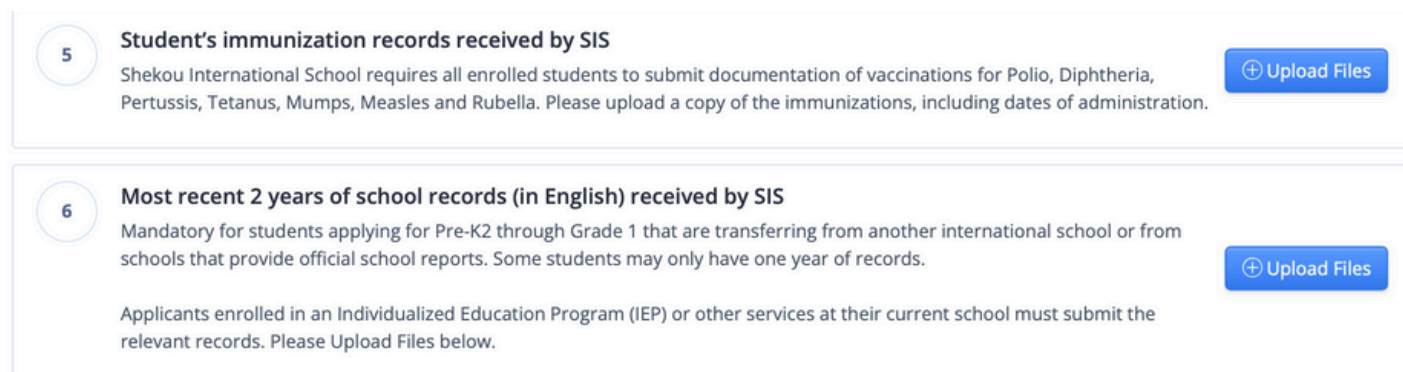 5
Student's immunization records received by SIS
Shekou International School requires all enrolled students to submit documentation of vaccinations for Polio, Diphtheria,
Pertussis, Tetanus, Mumps, Measles and Rubella. Please upload a copy of the immunizations, including dates of administration.
Upload Files
6
Most recent 2 years of school records (in English) received by SIS
Mandatory for students applying for Pre-K2 through Grade 1 that are transferring from another international school or from
schools that provide official school reports. Some students may only have one year of records.
Upload Files
Applicants enrolled in an Individualized Education Program (IEP) or other services at their current school must submit the
relevant records. Please Upload Files below.